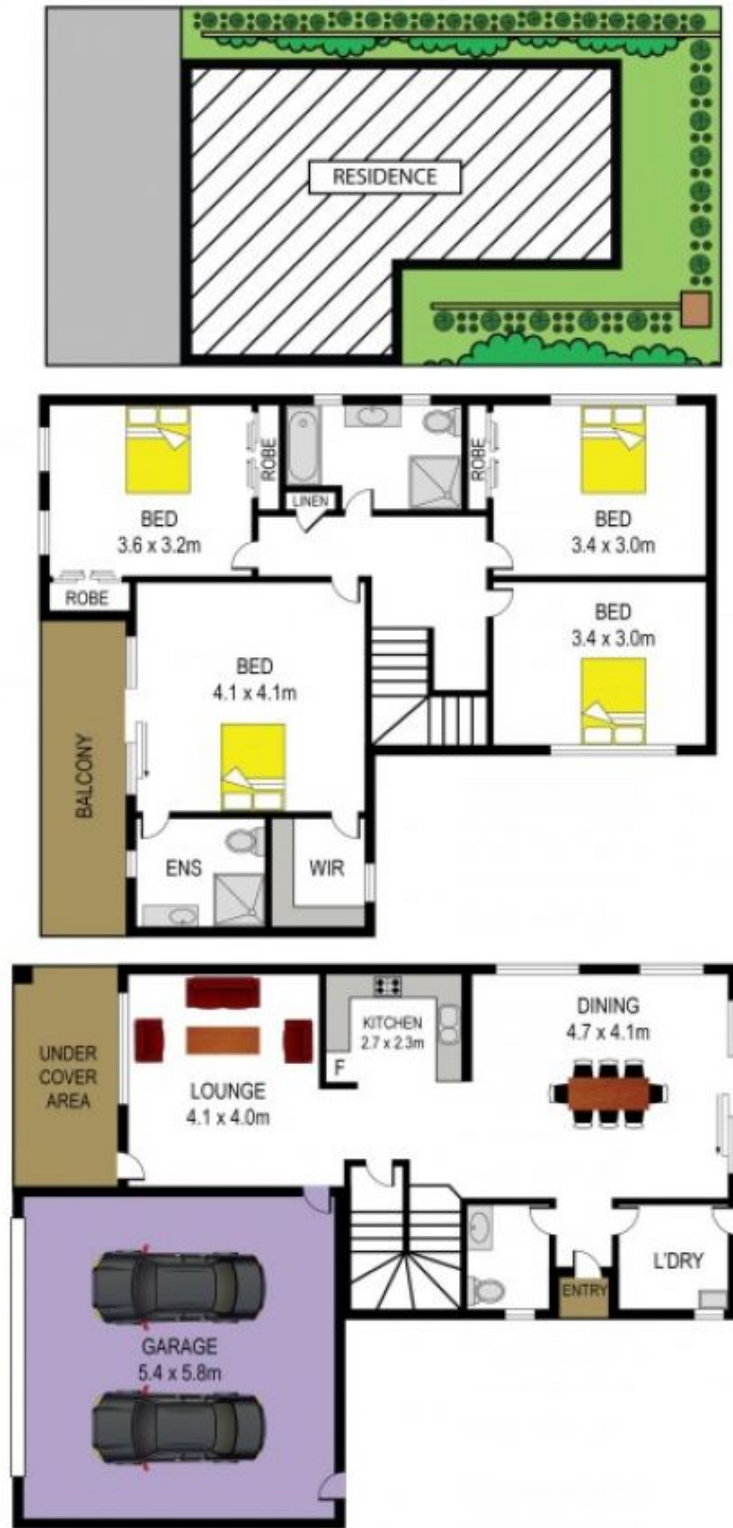 RESIDENCE
ROBE
ROBE
LINEN
BED
3.6 x 3.2m
BED
3.4 x 3.0m
ROBE
BED
3.4 x 3.0m
BED
4.1 x 4.1m
BALCONY
ENS
WIR
DINING
4.7 x 4.1m
KITCHEN
2.7 x 2.3m
UNDER
COVER
AREA
F
LOUNGE
4.1 x 4.0m
L'DRY
ENTRY
GARAGE
5.4 x 5.8m